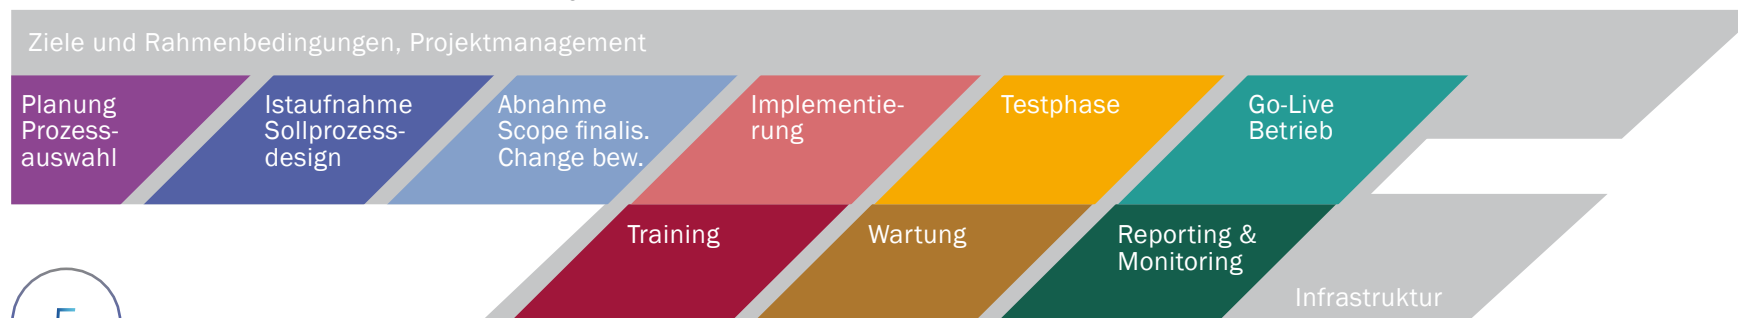 Ziele und Rahmenbedingungen, Projektmanagement
Planung
Prozess-
auswahl
Istaufnahme
Sollprozess-
design
Abnahme
Scope finalis.
Change bew.
Implementie-
rung
Testphase
Go-Live
Betrieb
Training
Wartung
Reporting &
Monitoring
Infrastruktur